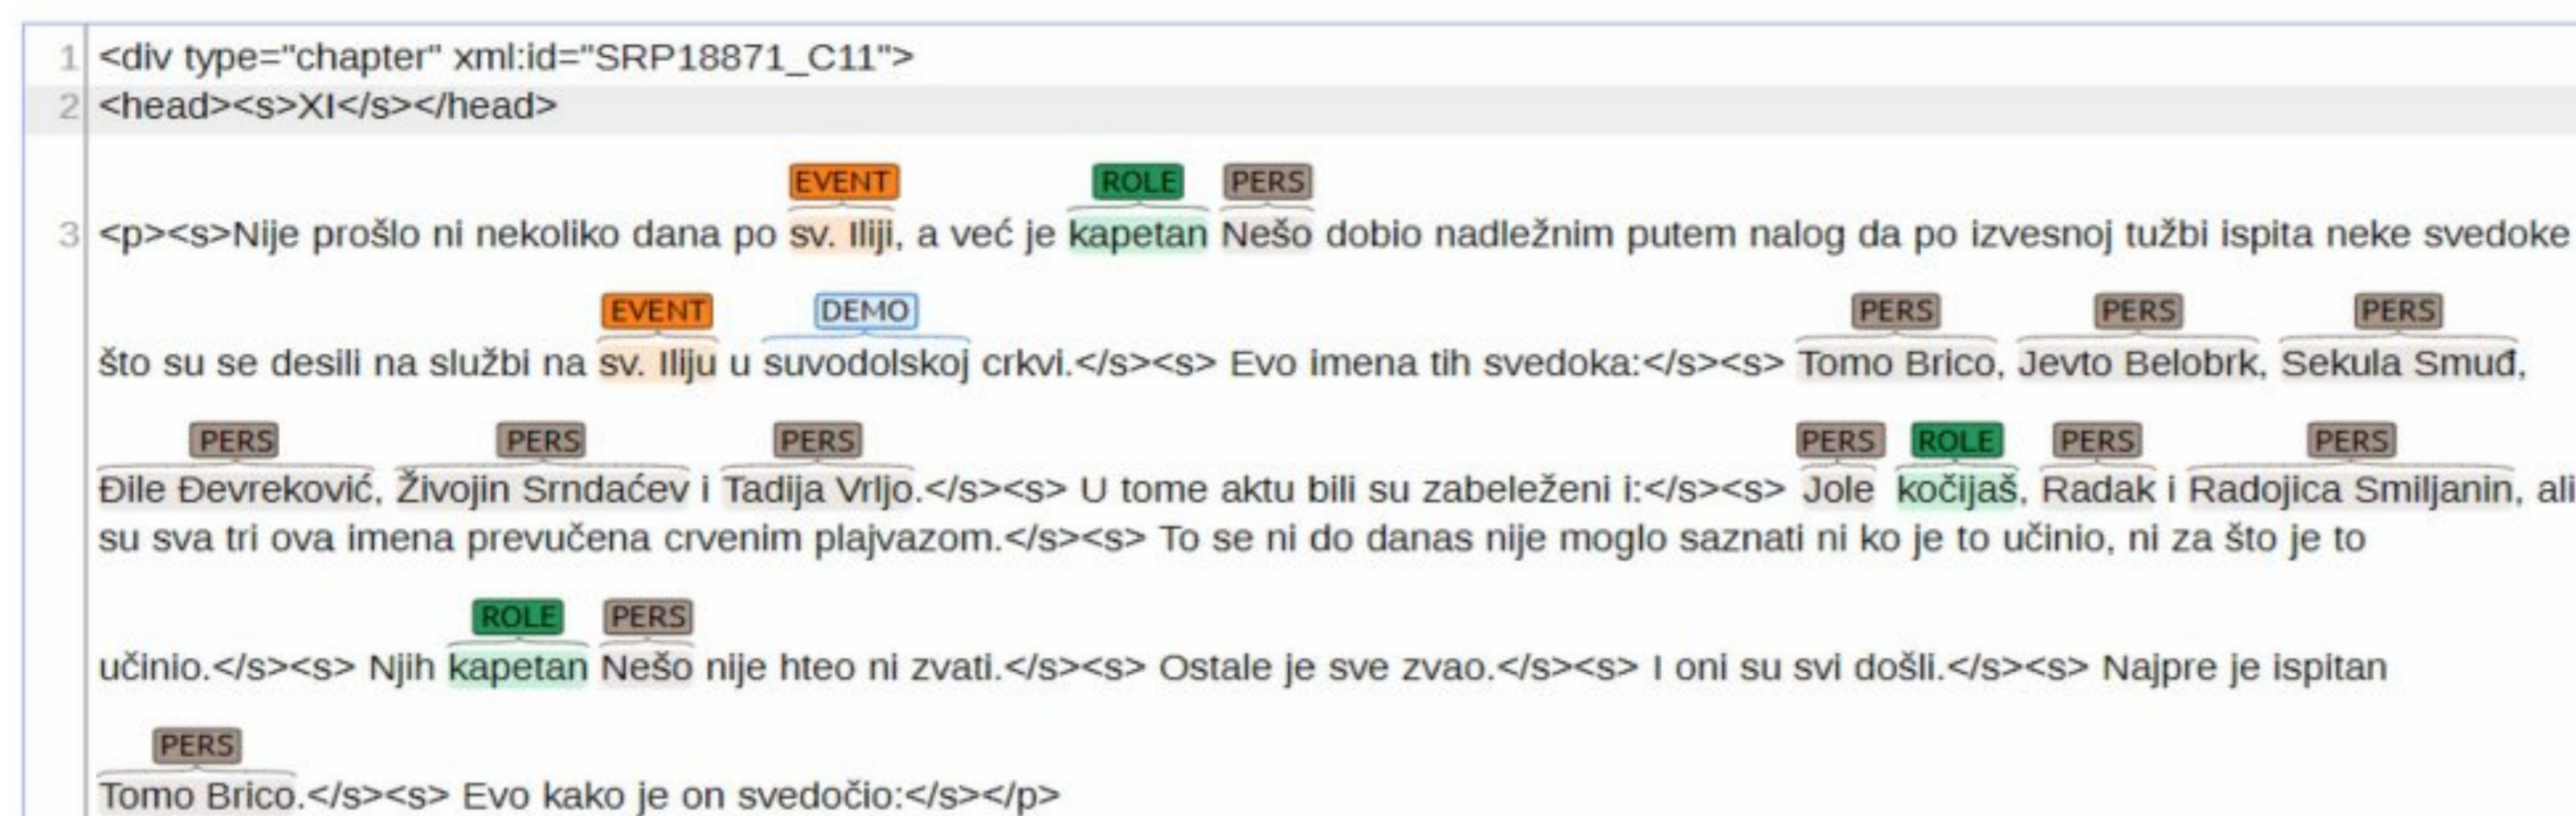 1 <div type="chapter" xml:id="SRP18871_C11">
2 <head><s>XI</s></head>
EVENT ROLE PERS
3 <p><s>Nije prošlo ni nekoliko dana po sv. Iliji, a već je kapetan Nešo dobio nadležnim putem nalog da po izvesnoj tužbi ispita neke svedoke
EVENT DEMO PERS PERS PERS
što su se desili na službi na sv. Iliju u suvodolskoj crkvi.</s><s> Evo imena tih svedoka:</s><s> Tomo Brico, Jevto Belobrk, Sekula Smuđ,
PERS PERS PERS PERS ROLE PERS PERS
Đile Đevreković, Živojin Srndaćev i Tadija Vrljo.</s><s> U tome aktu bili su zabeleženi i:</s><s> Jole kočijaš, Radak i Radojica Smiljanin, ali
su sva tri ova imena prevučena crvenim plajvazom.</s><s> To se ni do danas nije moglo saznati ni ko je to učinio, ni za što je to
ROLE PERS
učinio.</s><s> Njih kapetan Nešo nije hteo ni zvati.</s><s> Ostale je sve zvao.</s><s> I oni su svi došli.</s><s> Najpre je ispitan
PERS
Tomo Brico.</s><s> Evo kako je on svedočio:</s></p>